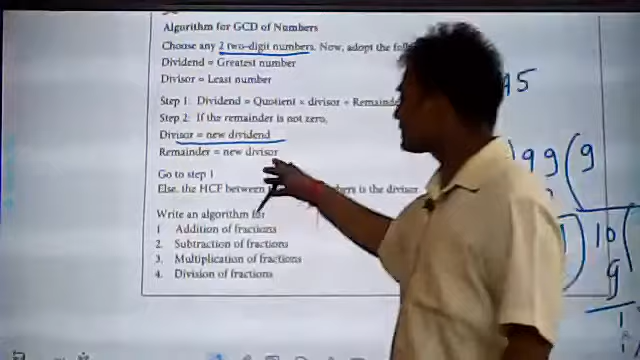 Algorithm for GCD of Numbers
Choose any 2 two-digit numbers. Now, adopt the
Dividend = Greatest number
Divisor = Least number
Step 1: Dividend = Quotient × divisor + Remainde
Step 2: If the remainder is not zero,
Divisor = new dividend
Remainder = new divisor
Go to step 1
Else, the HCF between is the divisor
Write an algorithm for
1 Addition of fractions
2. Subtraction of fractions
3. Multiplication of fractions
4. Division of fractions
95
99 ( 9
10 (
9
1